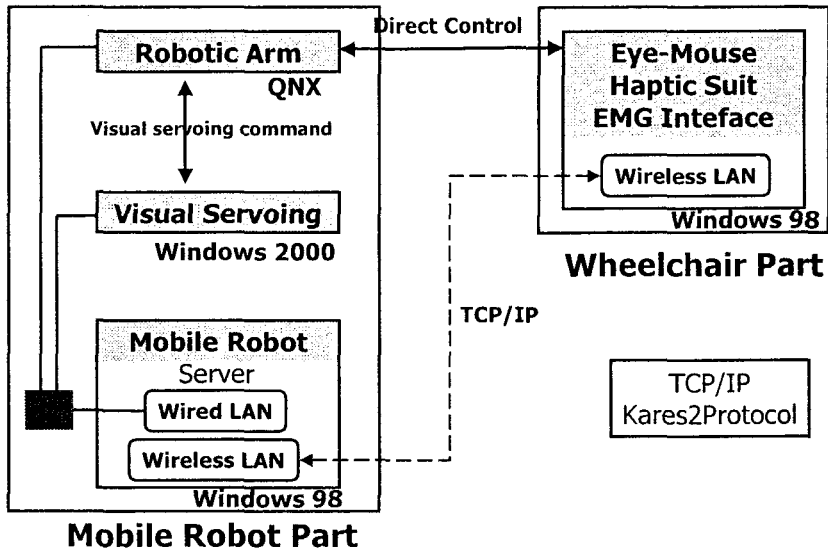 Robotic Arm
QNX
Visual servoing command
Visual Servoing
Windows 2000
Mobile Robot
Server
Wired LAN
Wireless LAN
Windows 98
Mobile Robot Part
Direct Control
TCP/IP
Eye-Mouse
Haptic Suit
EMG Inteface
Wireless LAN
Windows 98
Wheelchair Part
TCP/IP
Kares2Protocol